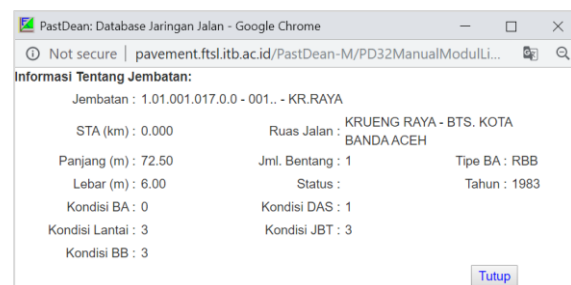 PastDean: Database Jaringan Jalan - Google Chrome
Not secure | pavement.ftsl.itb.ac.id/PastDean-M/PD32ManualModulLi...
Informasi Tentang Jembatan:
Jembatan : 1.01.001.017.0.0 - 001.. - KR.RAYA
STA (km) : 0.000 Ruas Jalan : KRUENG RAYA - BTS. KOTA
BANDA ACEH
Panjang (m) : 72.50 Jml. Bentang : 1 Tipe BA : RBB
Lebar (m) : 6.00 Status : Tahun : 1983
Kondisi BA : 0 Kondisi DAS : 1
Kondisi Lantai : 3 Kondisi JBT : 3
Kondisi BB : 3
Tutup